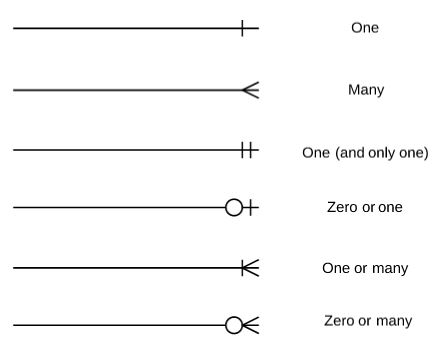 One
Many
One (and only one)
Zero or one
One or many
Zero or many